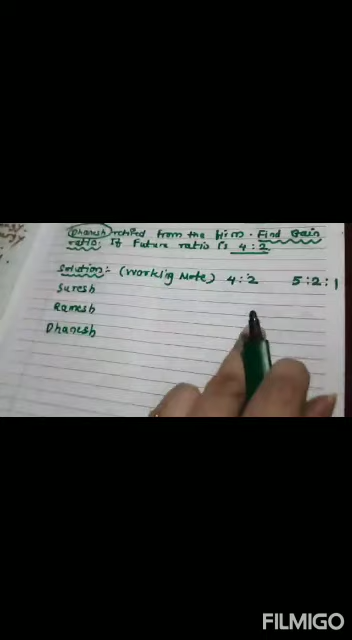 Dhanesh retired from the firm. Find Gain
ratio. If Future ratio is 4:2
Solution:- (Working Note) 4:2 5:2:1
Suresh
Ramesh
Dhanesh
FILMIGO